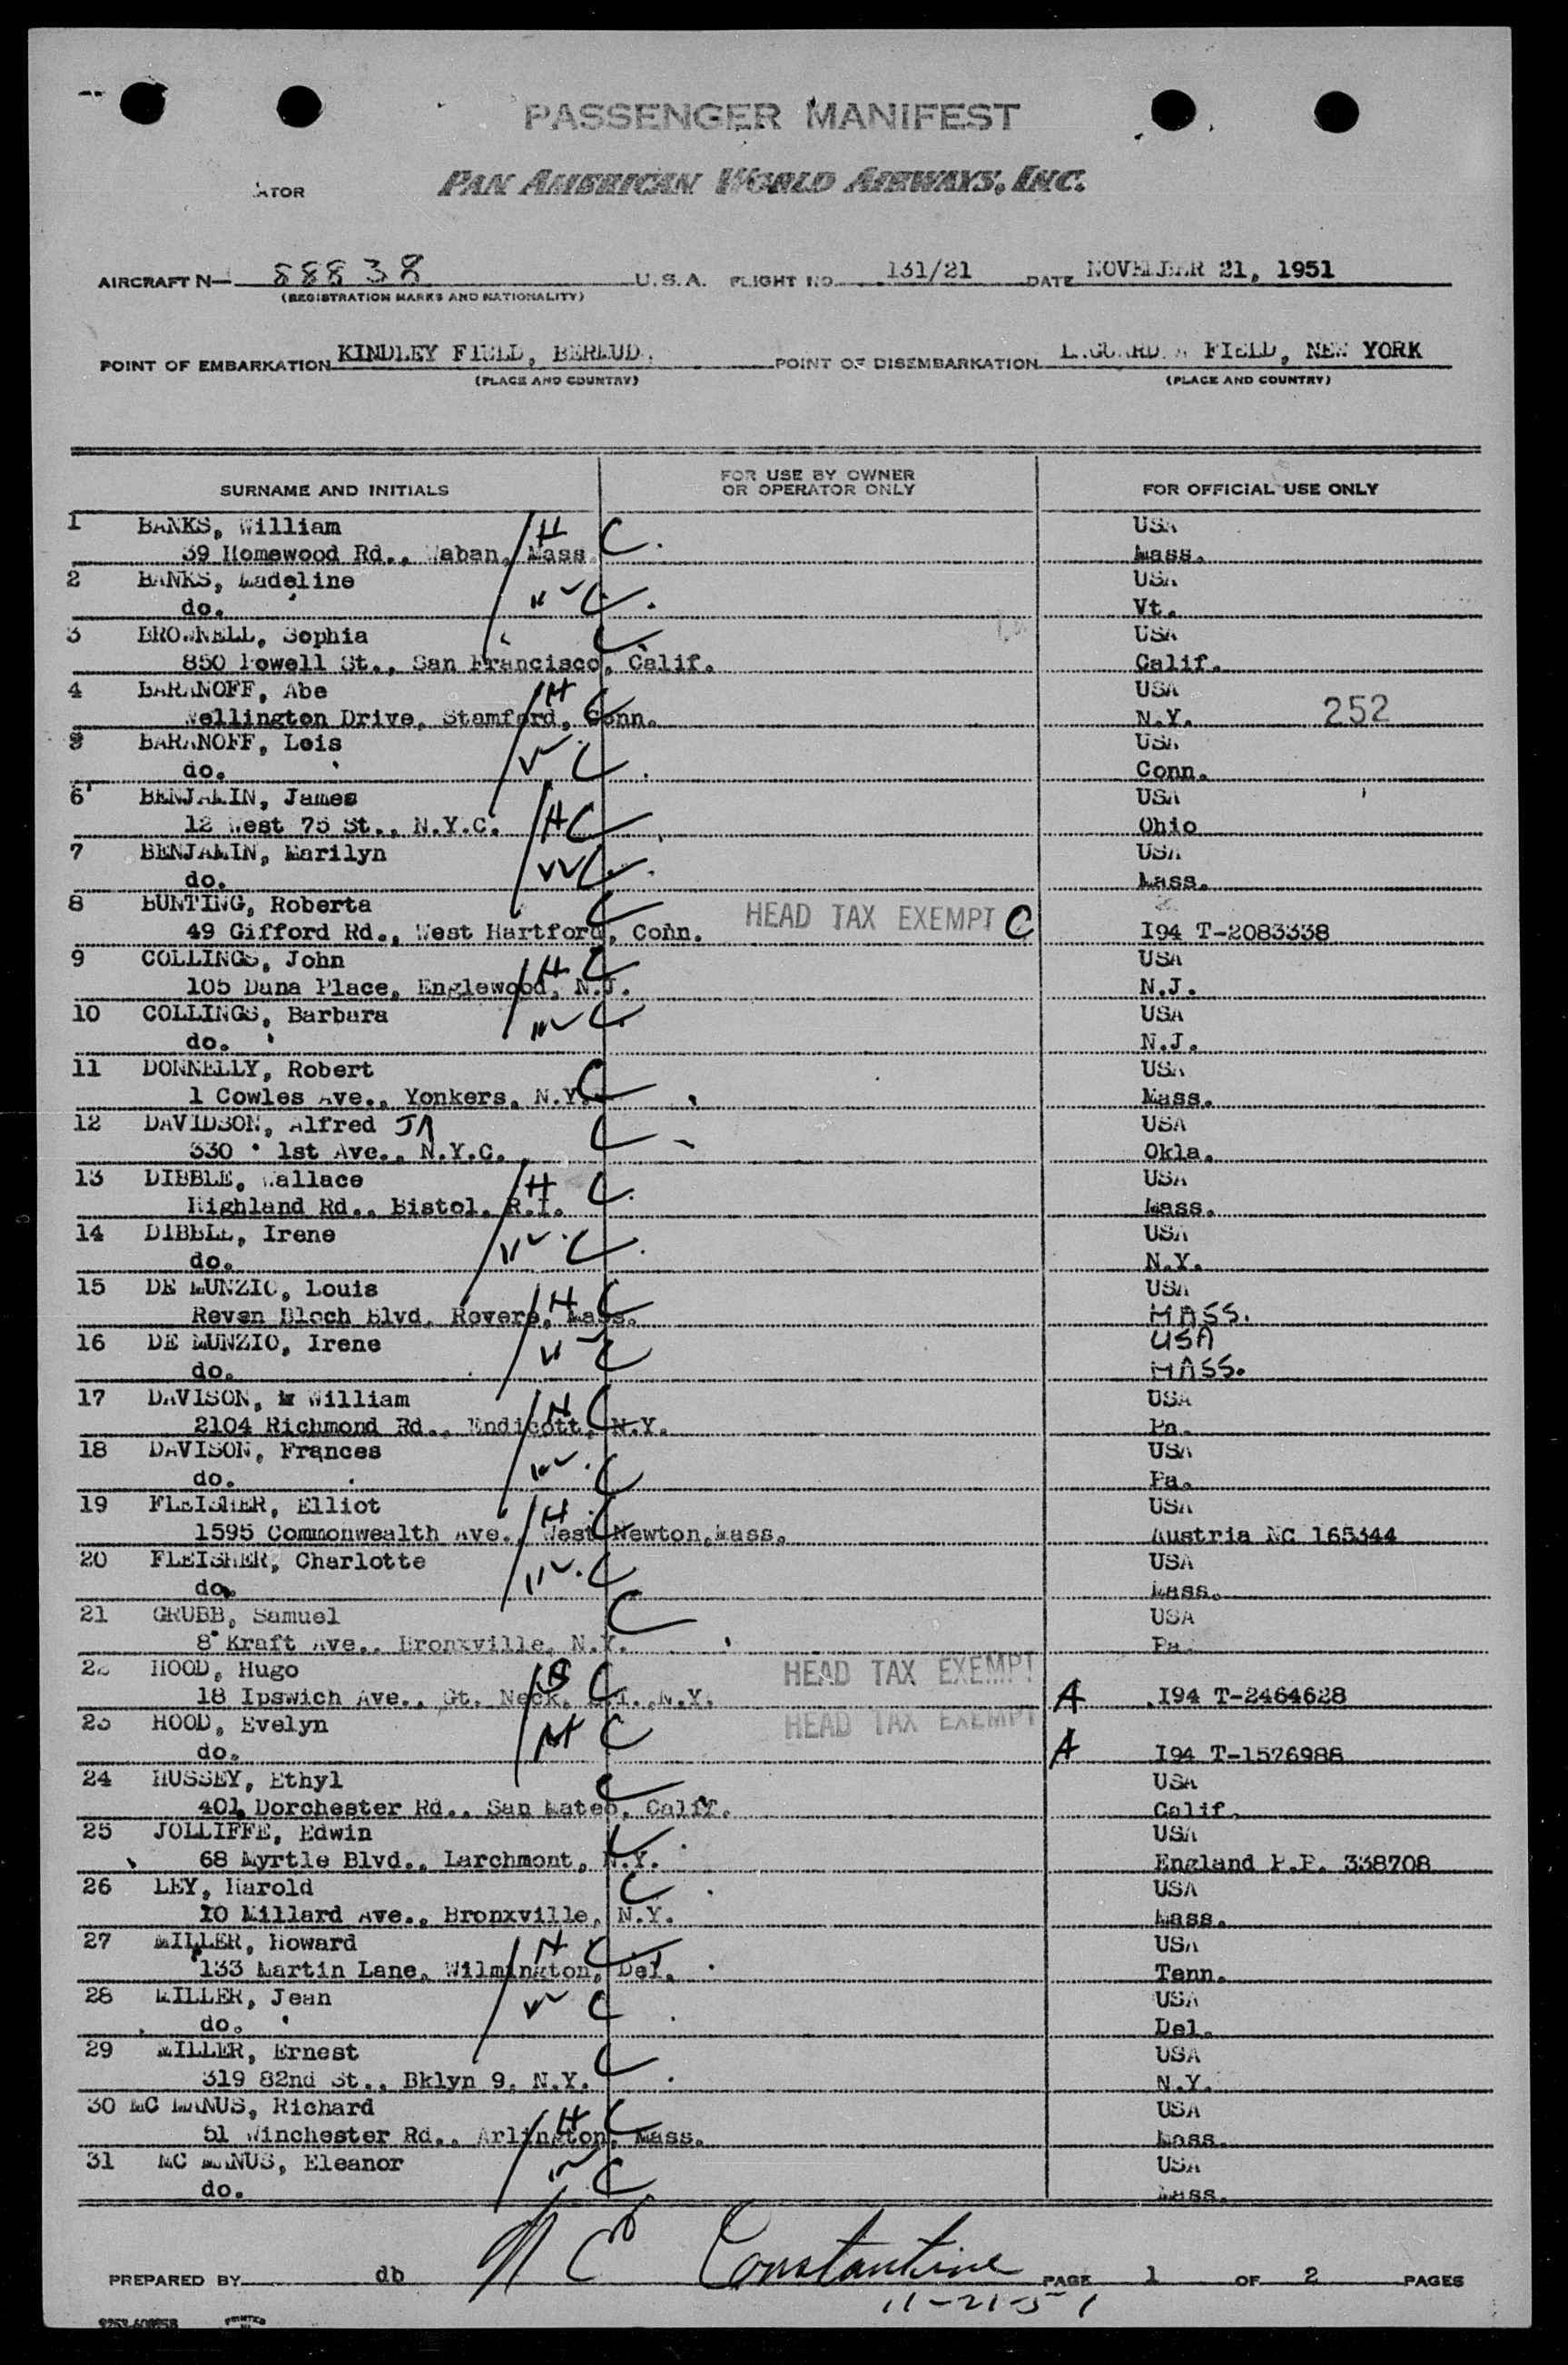 PASSENGER MANIFEST
ATOR
PAN AMERICAN WORLD AIRWAYS, INC.
AIRCRAFT N— 88838 U.S.A. FLIGHT NO. 131/21 DATE NOVEMBER 21, 1951
(REGISTRATION MARKS AND NATIONALITY)
POINT OF EMBARKATION KINDLEY FIELD, BERMUDA POINT OF DISEMBARKATION LAGUARDIA FIELD, NEW YORK
(PLACE AND COUNTRY) (PLACE AND COUNTRY)
SURNAME AND INITIALS FOR USE BY OWNER OR OPERATOR ONLY FOR OFFICIAL USE ONLY
1 BANKS, William H C USA
39 Homewood Rd., Waban, Mass. Mass.
2 BANKS, Madeline USA
do. W C Vt.
3 BROWNELL, Sophia C USA
850 Powell St., San Francisco, Calif. Calif.
4 BARANOFF, Abe H C USA
Wellington Drive, Stamford, Conn. N.Y. 252
5 BARANOFF, Lois USA
do. W C Conn.
6 BENJAMIN, James USA
12 West 75 St., N.Y.C. H C Ohio
7 BENJAMIN, Marilyn W C USA
do. Mass.
8 BUNTING, Roberta C HEAD TAX EXEMPT C
49 Gifford Rd., West Hartford, Conn. I94 T-2083338
9 COLLINGS, John H C USA
105 Dana Place, Englewood, N.J. N.J.
10 COLLINGS, Barbara W C USA
do. N.J.
11 DONNELLY, Robert C USA
1 Cowles Ave., Yonkers, N.Y. Mass.
12 DAVIDSON, Alfred JA C USA
330 1st Ave., N.Y.C. Okla.
13 DIBBLE, Wallace H C USA
Highland Rd., Bistol, R.I. Mass.
14 DIBBLE, Irene W C USA
do. N.Y.
15 DE MUNZIO, Louis H C USA
Reven Bloch Blvd, Rovere, Mass. MASS.
16 DE MUNZIO, Irene W C USA
do. MASS.
17 DAVISON, William H C USA
2104 Richmond Rd., Endicott, N.Y. Pa.
18 DAVISON, Frances W C USA
do. Pa.
19 FLEISHER, Elliot H C USA
1595 Commonwealth Ave., West Newton, Mass. Austria NC 165344
20 FLEISHER, Charlotte W C USA
do. Mass.
21 GRUBB, Samuel C USA
8 Kraft Ave., Bronxville, N.Y. Pa.
22 HOOD, Hugo C HEAD TAX EXEMPT
18 Ipswich Ave., Gt. Neck, L.I., N.Y. A I94 T-2464628
23 HOOD, Evelyn C HEAD TAX EXEMPT
do. A I94 T-1576988
24 HUSSEY, Ethyl C USA
401 Dorchester Rd., San Mateo, Calif. Calif.
25 JOLLIFFE, Edwin C USA
68 Myrtle Blvd., Larchmont, N.Y. England P.P. 338708
26 LEY, Harold C USA
10 Millard Ave., Bronxville, N.Y. Mass.
27 MILLER, Howard H C USA
133 Martin Lane, Wilmington, Del. Tenn.
28 MILLER, Jean W C USA
do. Del.
29 MILLER, Ernest C USA
319 82nd St., Bklyn 9, N.Y. N.Y.
30 MC MANUS, Richard H C USA
51 Winchester Rd., Arlington, Mass. Mass.
31 MC MANUS, Eleanor W C USA
do. Mass.
PREPARED BY db Constantine PAGE 1 OF 2 PAGES
11-21-51